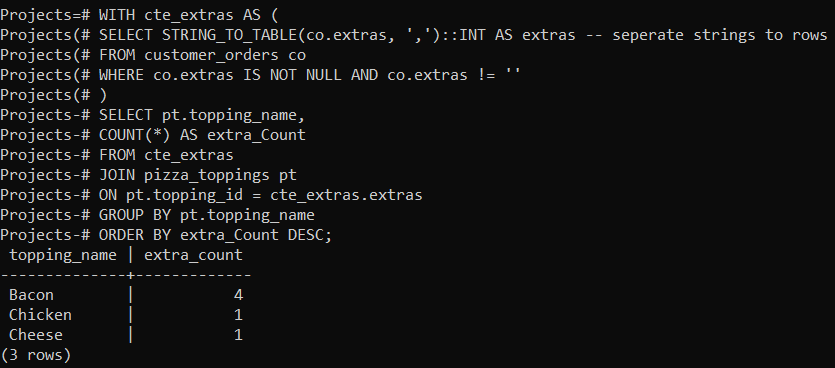 Projects=# WITH cte_extras AS (
Projects(# SELECT STRING_TO_TABLE(co.extras, ',')::INT AS extras -- seperate strings to rows
Projects(# FROM customer_orders co
Projects(# WHERE co.extras IS NOT NULL AND co.extras != ''
Projects(# )
Projects-# SELECT pt.topping_name,
Projects-# COUNT(*) AS extra_Count
Projects-# FROM cte_extras
Projects-# JOIN pizza_toppings pt
Projects-# ON pt.topping_id = cte_extras.extras
Projects-# GROUP BY pt.topping_name
Projects-# ORDER BY extra_Count DESC;
 topping_name | extra_count
--------------+-------------
 Bacon        |           4
 Chicken      |           1
 Cheese       |           1
(3 rows)